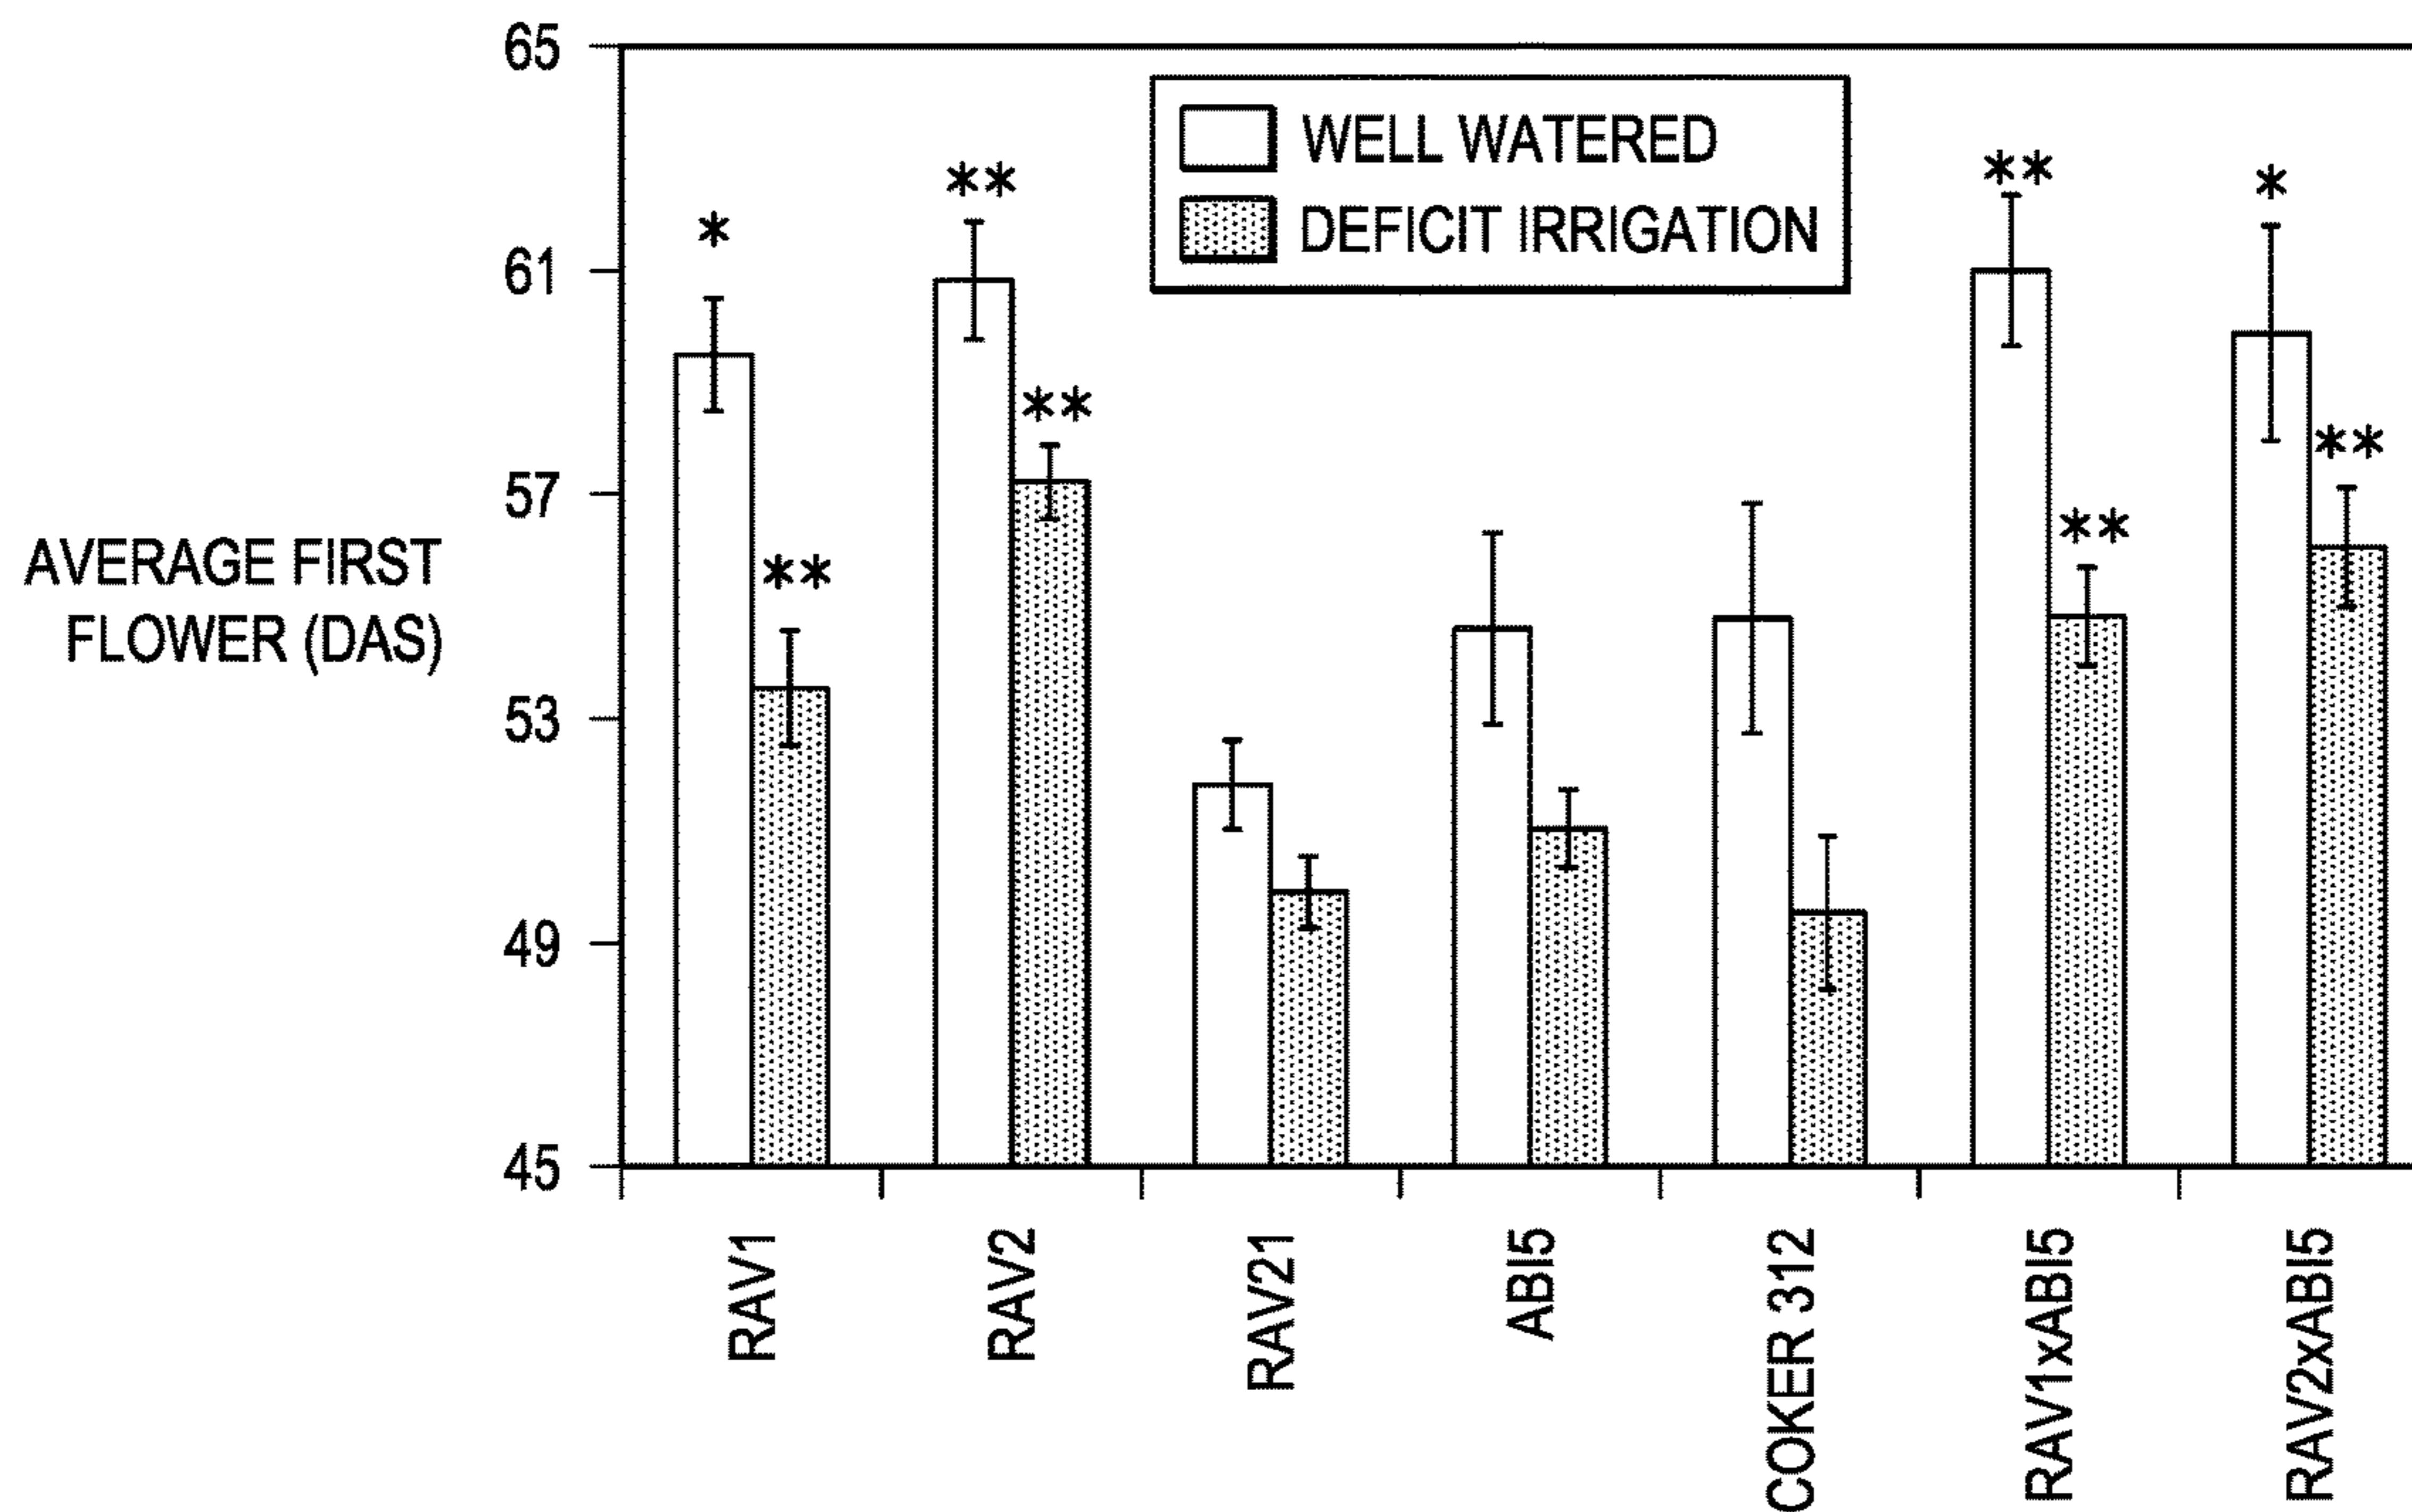 AVERAGE FIRST
FLOWER (DAS)
65
61
57
53
49
45
WELL WATERED
DEFICIT IRRIGATION
*
**
**
**
**
**
*
**
RAV1
RAV2
RAV21
ABI5
COKER 312
RAV1xABI5
RAV2xABI5